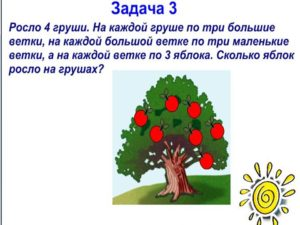 Задача 3
Росло 4 груши. На каждой груше по три большие
ветки, на каждой большой ветке по три маленькие
ветки, а на каждой ветке по 3 яблока. Сколько яблок
росло на грушах?